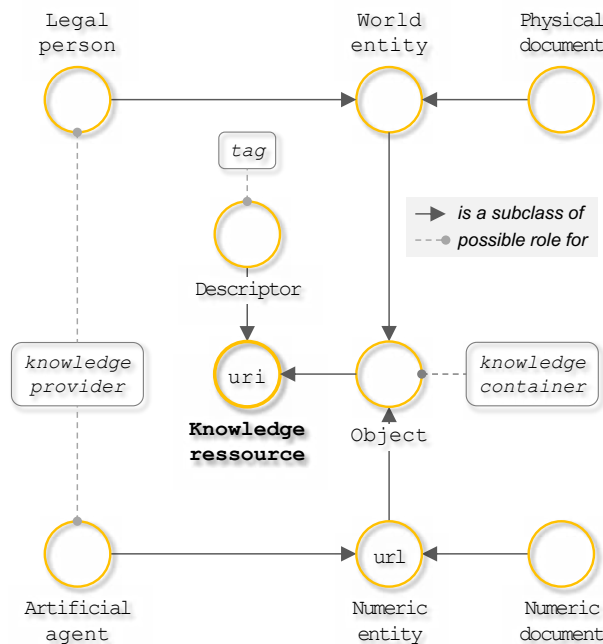 Legal
person
World
entity
Physical
document
tag
is a subclass of
possible role for
Descriptor
knowledge
provider
uri
knowledge
container
Knowledge
ressource
Object
url
Artificial
agent
Numeric
entity
Numeric
document